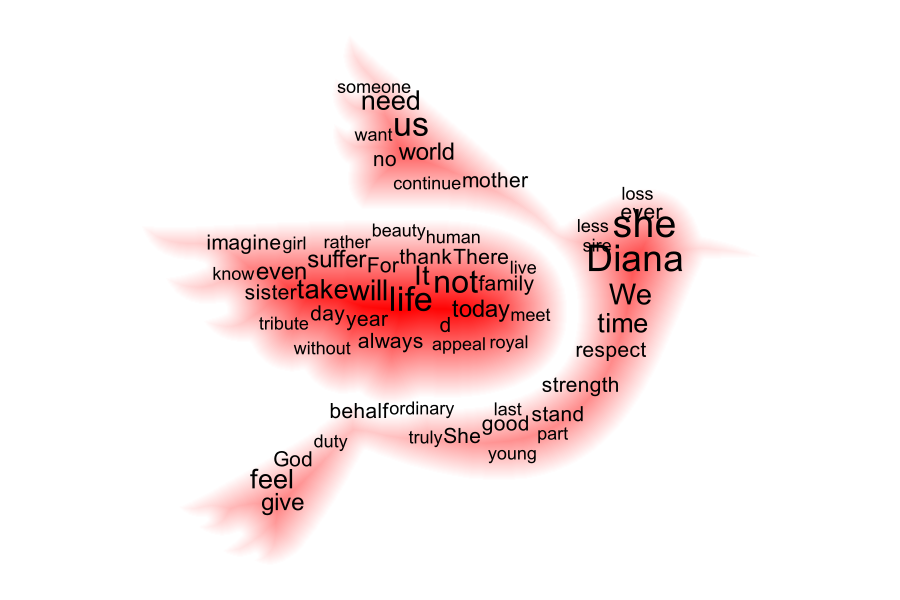 someone
need
us
want
world
no
continue mother
loss
ever
she
less
sire
Diana
We
time
respect
beauty human
imagine girl rather
suffer For thank There live
know even It not family
sister take will life
today meet
day year d
tribute
without always appeal royal
strength
behalf ordinary last stand
good
truly She part
duty young
God
feel
give